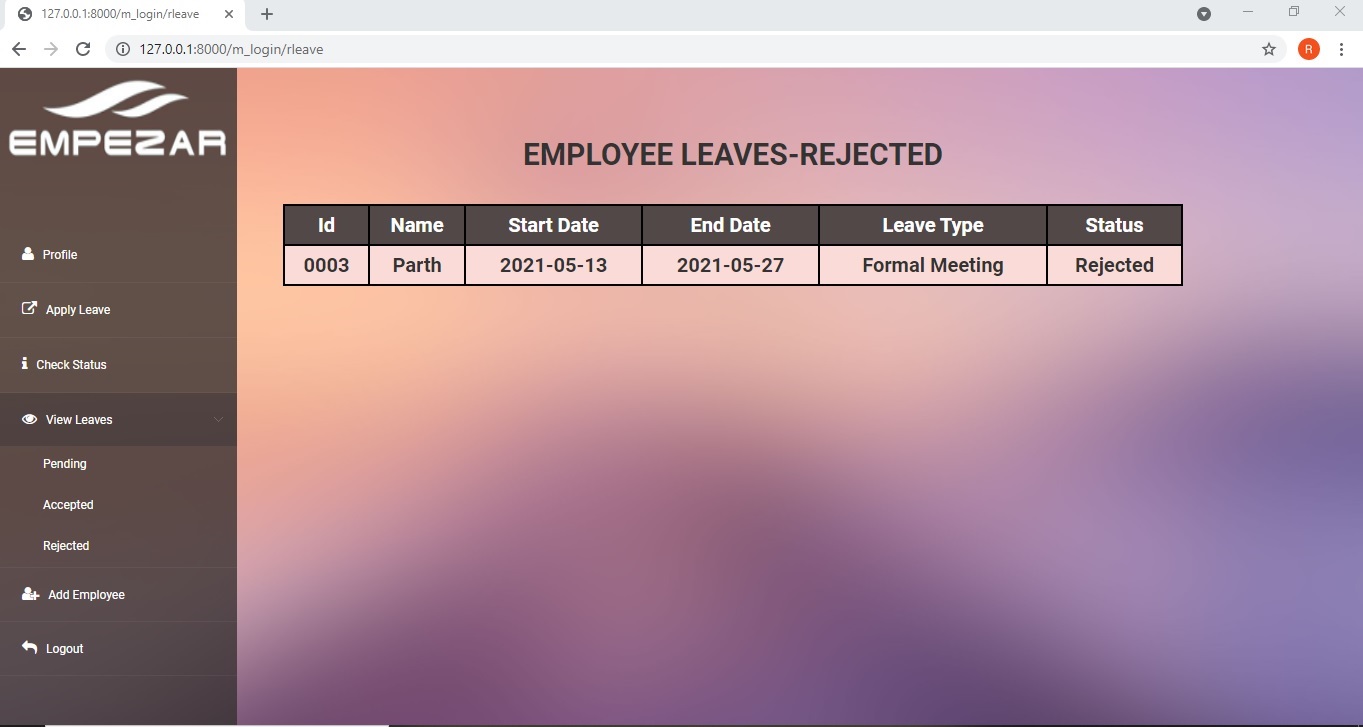 127.0.0.1:8000/m_login/rleave
127.0.0.1:8000/m_login/rleave
R
EMPEZAR
Profile
Apply Leave
Check Status
View Leaves
Pending
Accepted
Rejected
Add Employee
Logout
EMPLOYEE LEAVES-REJECTED
Id Name Start Date End Date Leave Type Status
0003 Parth 2021-05-13 2021-05-27 Formal Meeting Rejected